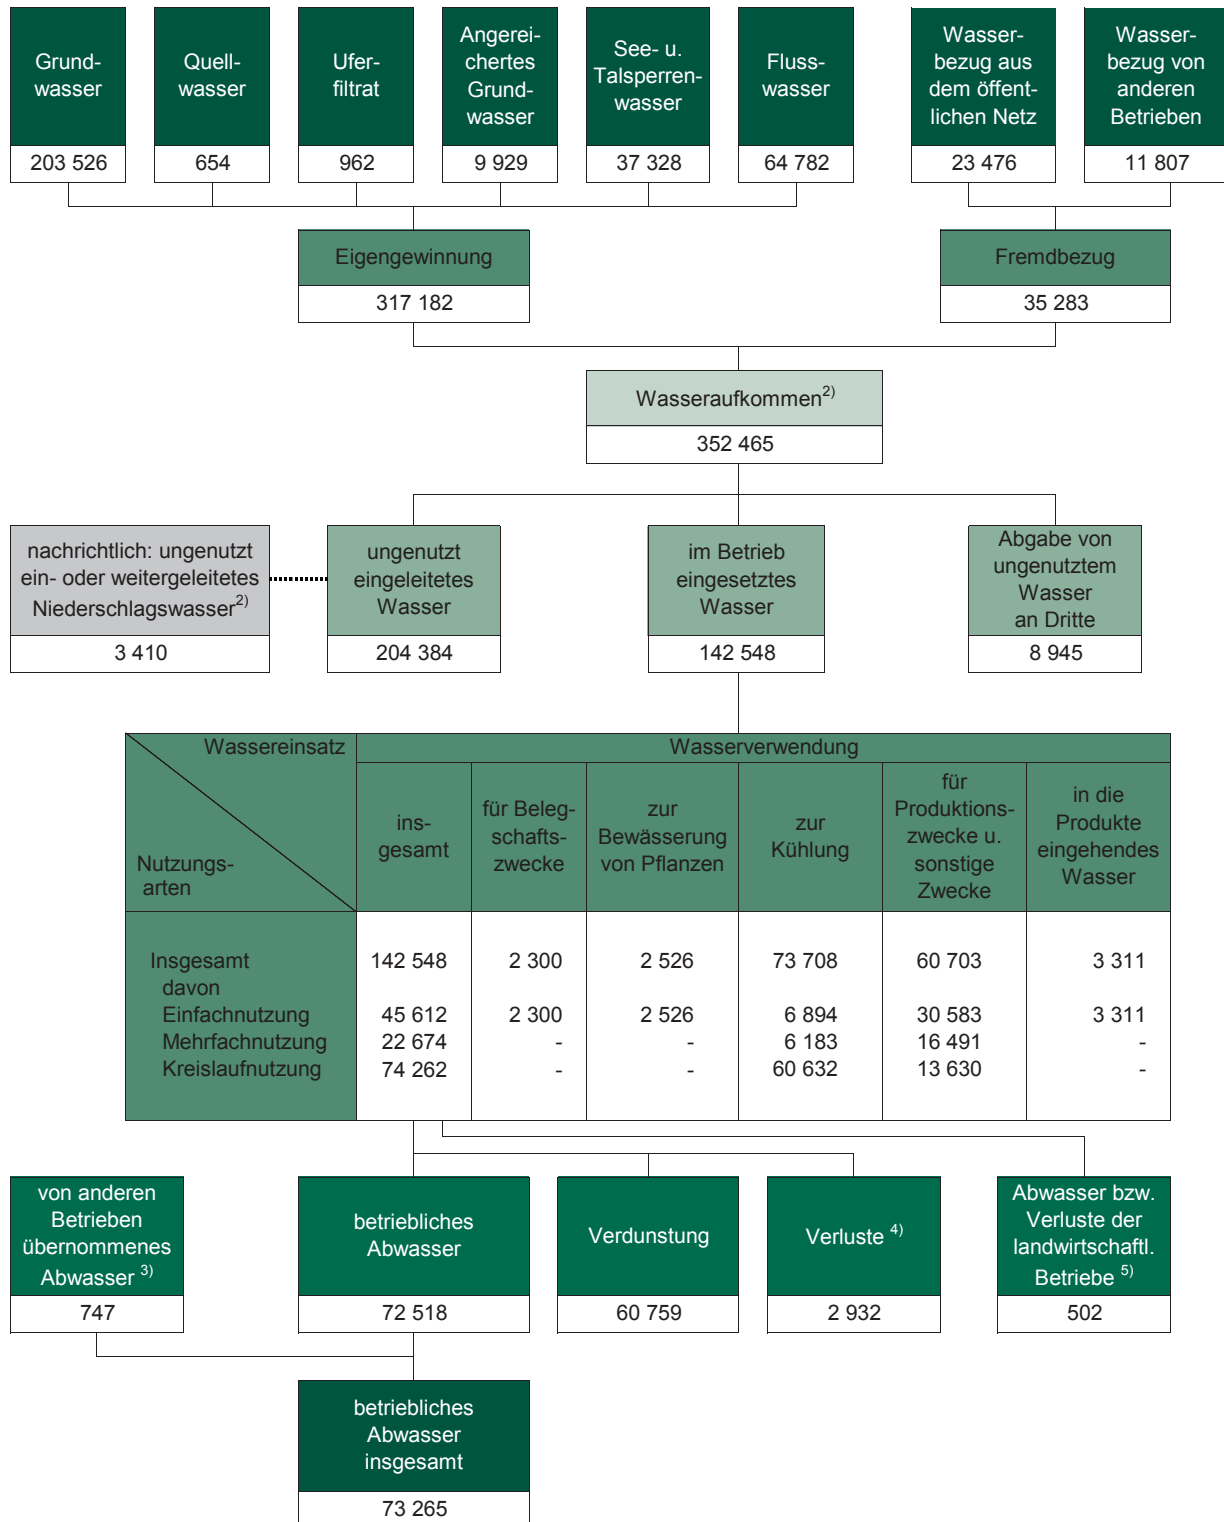 Grund-
wasser
203 526
Quell-
wasser
654
Ufer-
filtrat
962
Angerei-
chertes
Grund-
wasser
9 929
See- u.
Talsperren-
wasser
37 328
Fluss-
wasser
64 782
Wasser-
bezug aus
dem öffent-
lichen Netz
23 476
Wasser-
bezug von
anderen
Betrieben
11 807
Eigengewinnung
317 182
Fremdbezug
35 283
Wasseraufkommen2)
352 465
nachrichtlich: ungenutzt
ein- oder weitergeleitetes
Niederschlagswasser2)
3 410
ungenutzt
eingeleitetes
Wasser
204 384
im Betrieb
eingesetztes
Wasser
142 548
Abgabe von
ungenutztem
Wasser
an Dritte
8 945
Wassereinsatz
Nutzungs-
arten
Wasserverwendung
ins-
gesamt
für Beleg-
schafts-
zwecke
zur
Bewässerung
von Pflanzen
zur
Kühlung
für
Produktions-
zwecke u.
sonstige
Zwecke
in die
Produkte
eingehendes
Wasser
Insgesamt 142 548 2 300 2 526 73 708 60 703 3 311
davon
Einfachnutzung 45 612 2 300 2 526 6 894 30 583 3 311
Mehrfachnutzung 22 674 - - 6 183 16 491 -
Kreislaufnutzung 74 262 - - 60 632 13 630 -
von anderen
Betrieben
übernommenes
Abwasser 3)
747
betriebliches
Abwasser
72 518
Verdunstung
60 759
Verluste 4)
2 932
Abwasser bzw.
Verluste der
landwirtschaftl.
Betriebe 5)
502
betriebliches
Abwasser
insgesamt
73 265